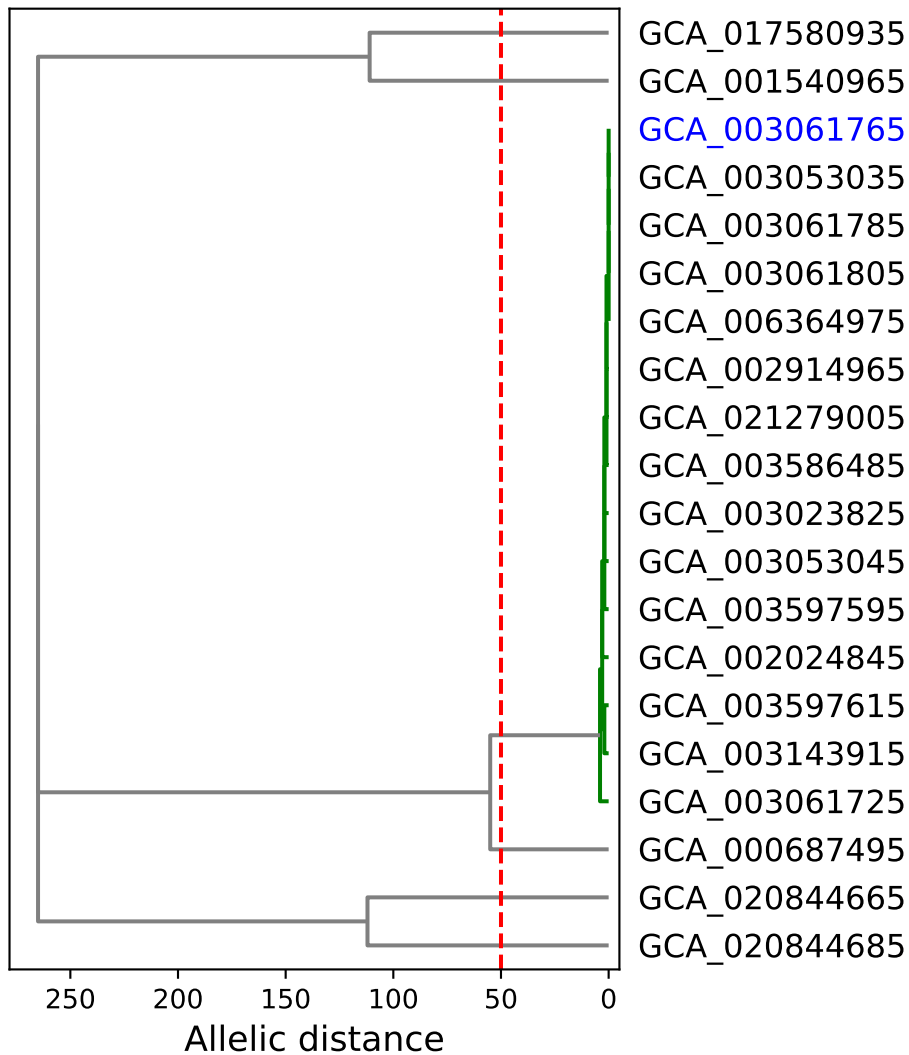 GCA_017580935
GCA_001540965
GCA_003061765
GCA_003053035
GCA_003061785
GCA_003061805
GCA_006364975
GCA_002914965
GCA_021279005
GCA_003586485
GCA_003023825
GCA_003053045
GCA_003597595
GCA_002024845
GCA_003597615
GCA_003143915
GCA_003061725
GCA_000687495
GCA_020844665
GCA_020844685
250 200 150 100 50 0
Allelic distance